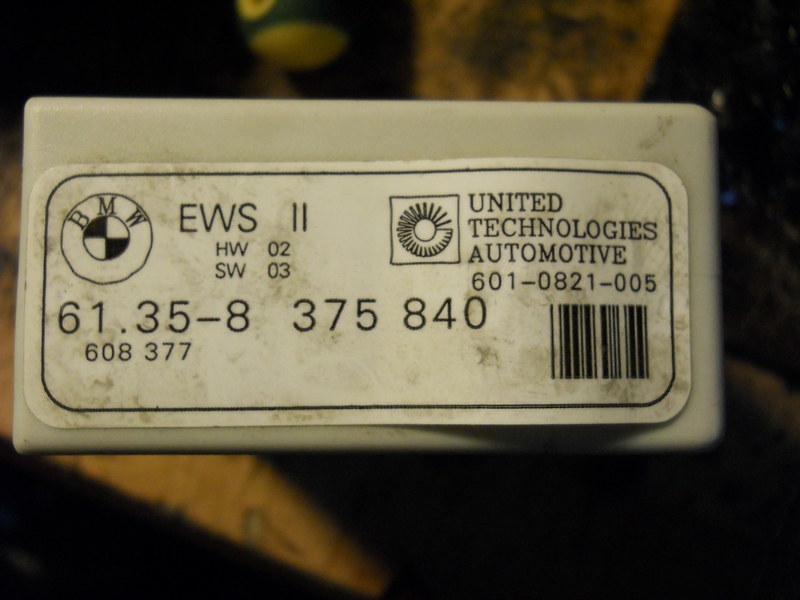 BMW
EWS II
HW 02
SW 03
UNITED
TECHNOLOGIES
AUTOMOTIVE
601-0821-005
61.35-8 375 840
608 377